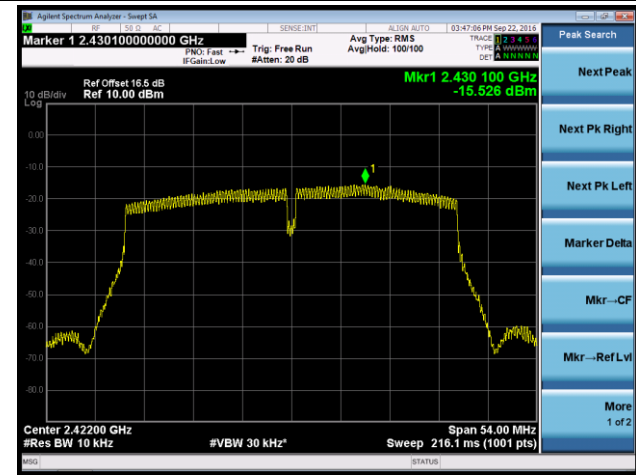 Agilent Spectrum Analyzer - Swept SA
RF 50 Ω AC SENSE:INT ALIGN AUTO 03:47:06 PM Sep 22, 2016
Marker 1 2.430100000000 GHz
PNO: Fast
IFGain:Low
Trig: Free Run
#Atten: 20 dB
Avg Type: RMS
Avg|Hold: 100/100
TRACE 1 2 3 4 5 6
TYPE A WWWWW
DET A NNNNN
Peak Search
Ref Offset 16.5 dB
10 dB/div Ref 10.00 dBm
Log
Mkr1 2.430 100 GHz
-15.526 dBm
Next Peak
0.00
Next Pk Right
-10.0
1
Next Pk Left
-20.0
-30.0
Marker Delta
-40.0
-50.0
Mkr→CF
-60.0
Mkr→Ref Lvl
-70.0
-80.0
More
1 of 2
Center 2.42200 GHz Span 54.00 MHz
#Res BW 10 kHz #VBW 30 kHz* Sweep 216.1 ms (1001 pts)
MSG STATUS